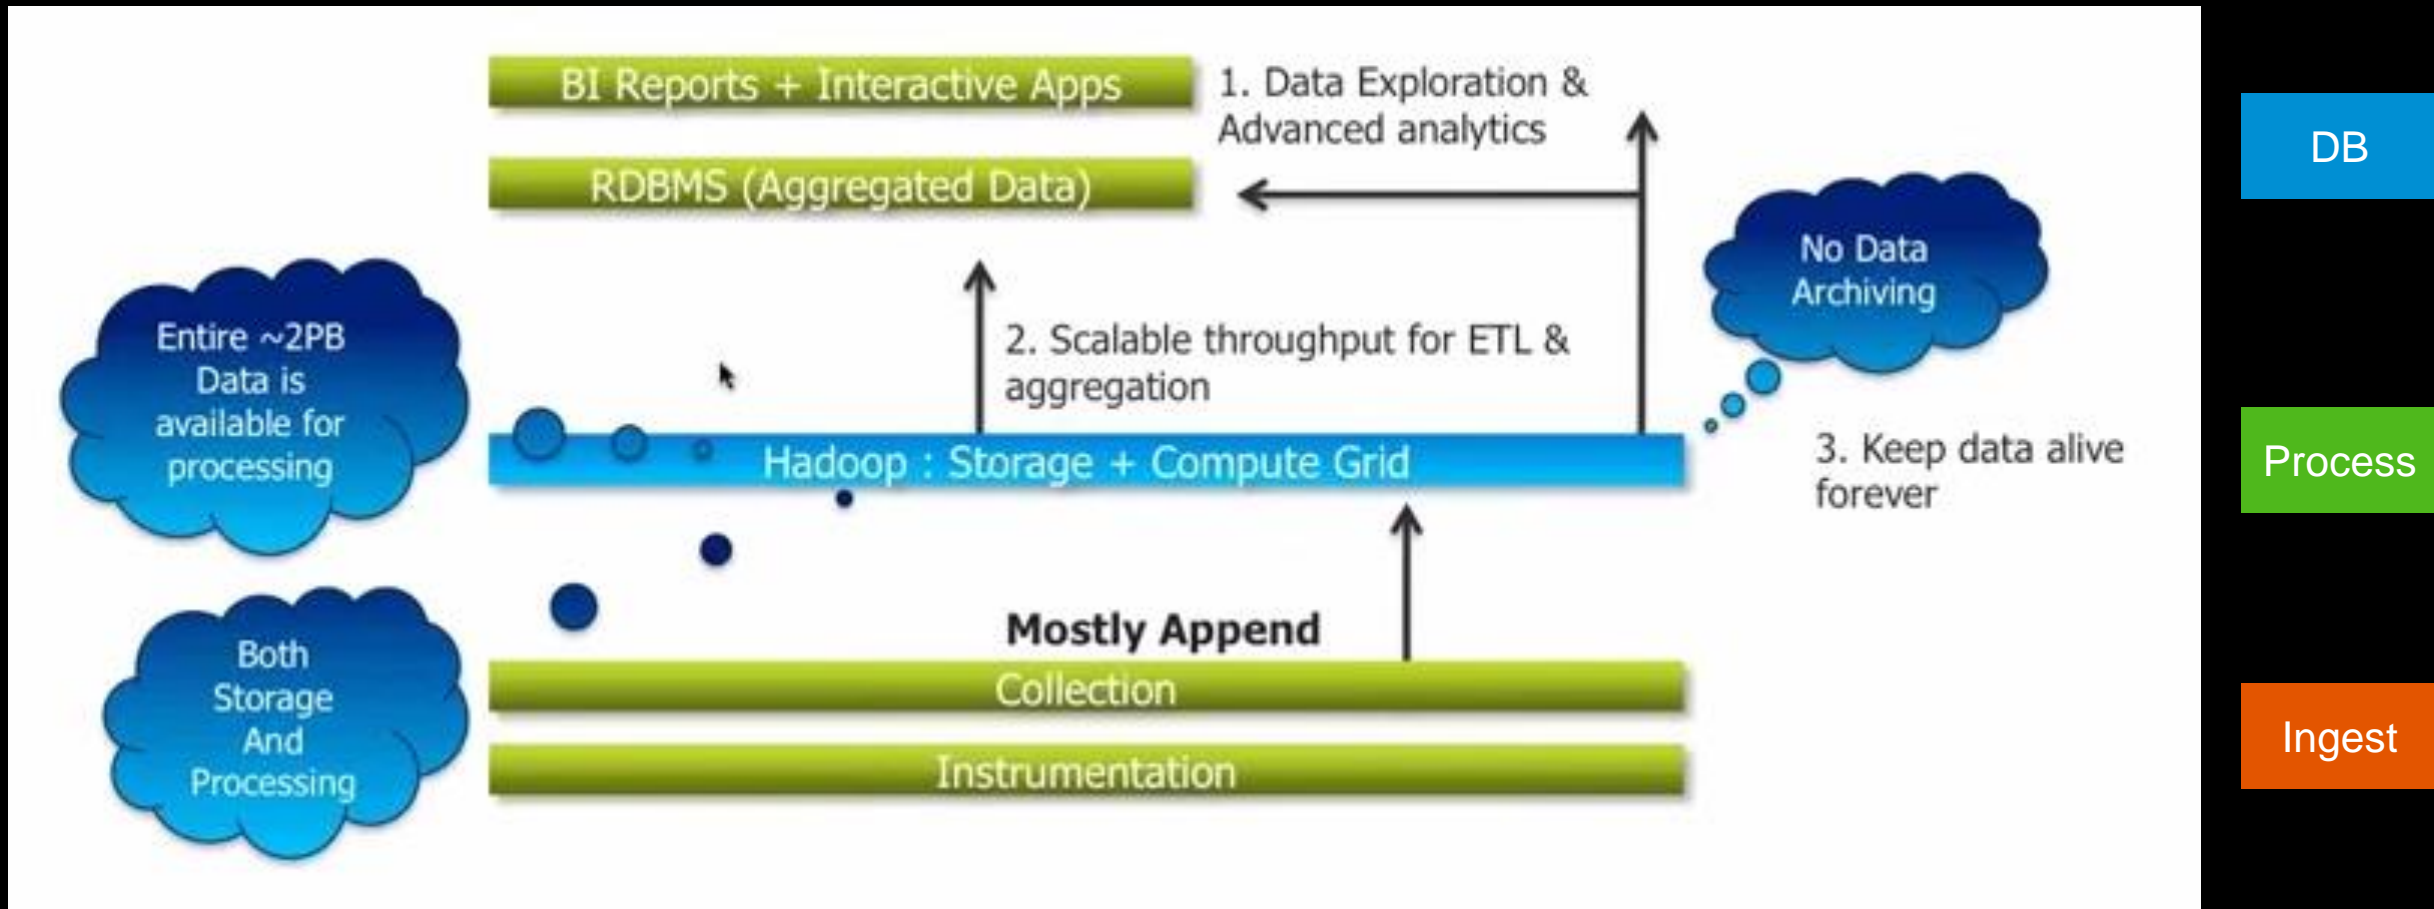 BI Reports + Interactive Apps
1. Data Exploration &
Advanced analytics
RDBMS (Aggregated Data)
DB
No Data
Archiving
Entire ~2PB
Data is
available for
processing
2. Scalable throughput for ETL &
aggregation
Hadoop : Storage + Compute Grid
3. Keep data alive
forever
Process
Mostly Append
Both
Storage
And
Processing
Collection
Instrumentation
Ingest